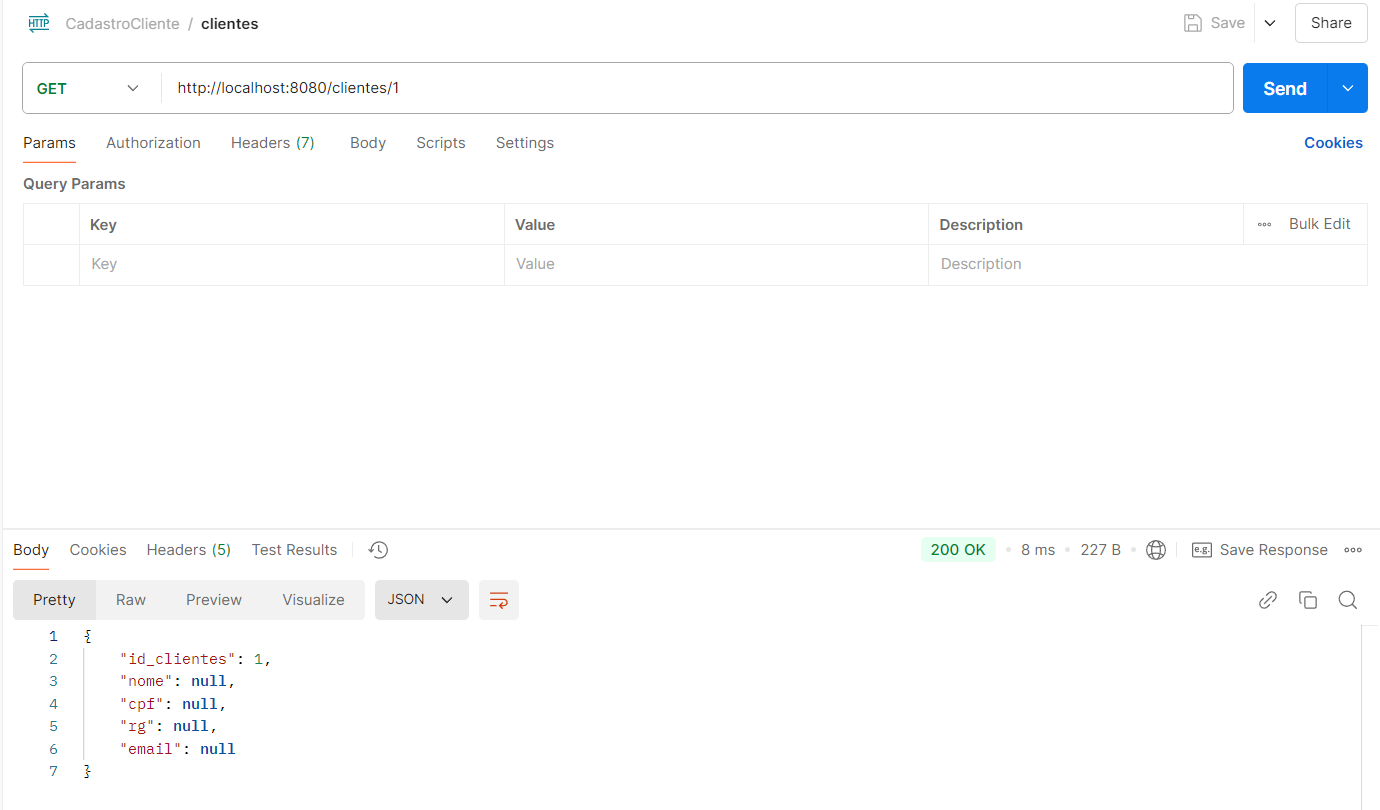 HTTP CadastroCliente / clientes Save Share
GET http://localhost:8080/clientes/1 Send
Params Authorization Headers (7) Body Scripts Settings Cookies
Query Params
Key Value Description Bulk Edit
Key Value Description
Body Cookies Headers (5) Test Results 200 OK 8 ms 227 B e.g. Save Response
Pretty Raw Preview Visualize JSON
1 {
2 "id_clientes": 1,
3 "nome": null,
4 "cpf": null,
5 "rg": null,
6 "email": null
7 }